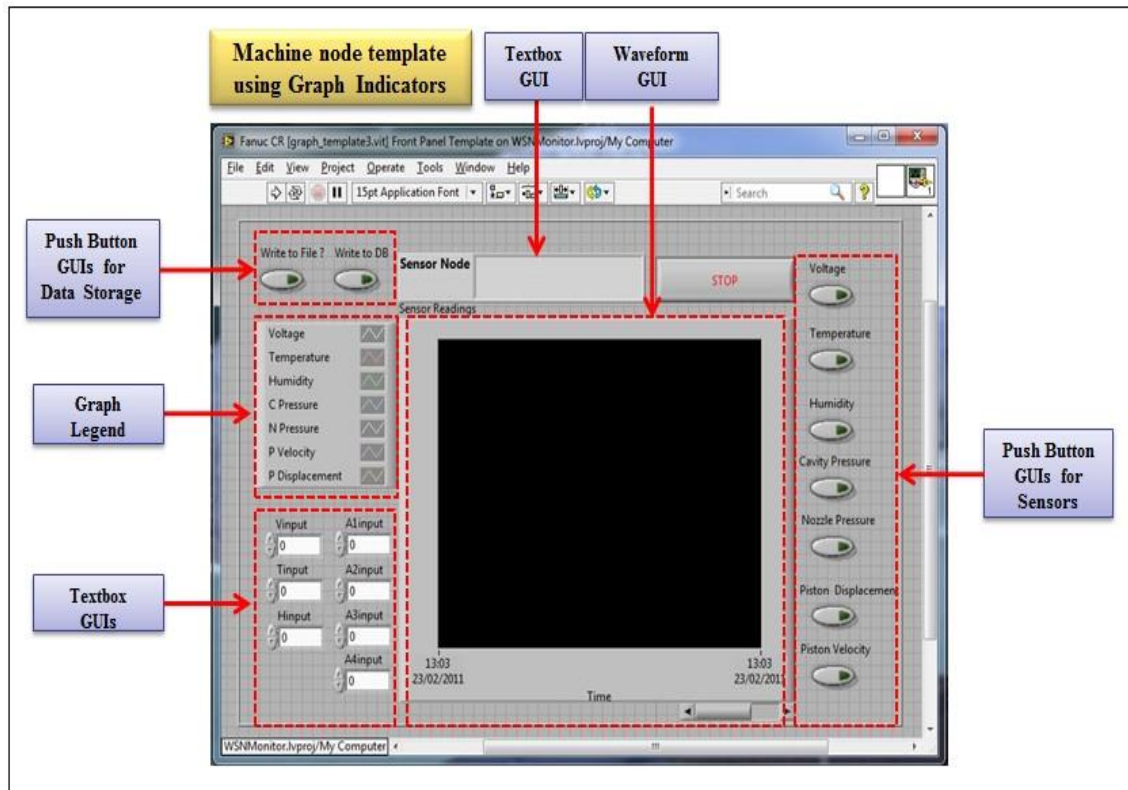 Machine node template
using Graph Indicators
Textbox
GUI
Waveform
GUI
Fanuc CR [graph_template3.vit] Front Panel Template on WSNMonitor.lvproj/My Computer
File Edit View Project Operate Tools Window Help
15pt Application Font
Search
1
Push Button
GUIs for
Data Storage
Write to File ? Write to DB
Sensor Node
STOP
Sensor Readings
Graph
Legend
Voltage
Temperature
Humidity
C Pressure
N Pressure
P Velocity
P Displacement
Textbox
GUIs
Vinput A1input
0 0
Tinput A2input
0 0
Hinput A3input
0 0
A4input
0
13:03 13:03
23/02/2011 23/02/2011
Time
Voltage
Temperature
Humidity
Cavity Pressure
Nozzle Pressure
Piston Displacement
Piston Velocity
Push Button
GUIs for
Sensors
WSNMonitor.lvproj/My Computer